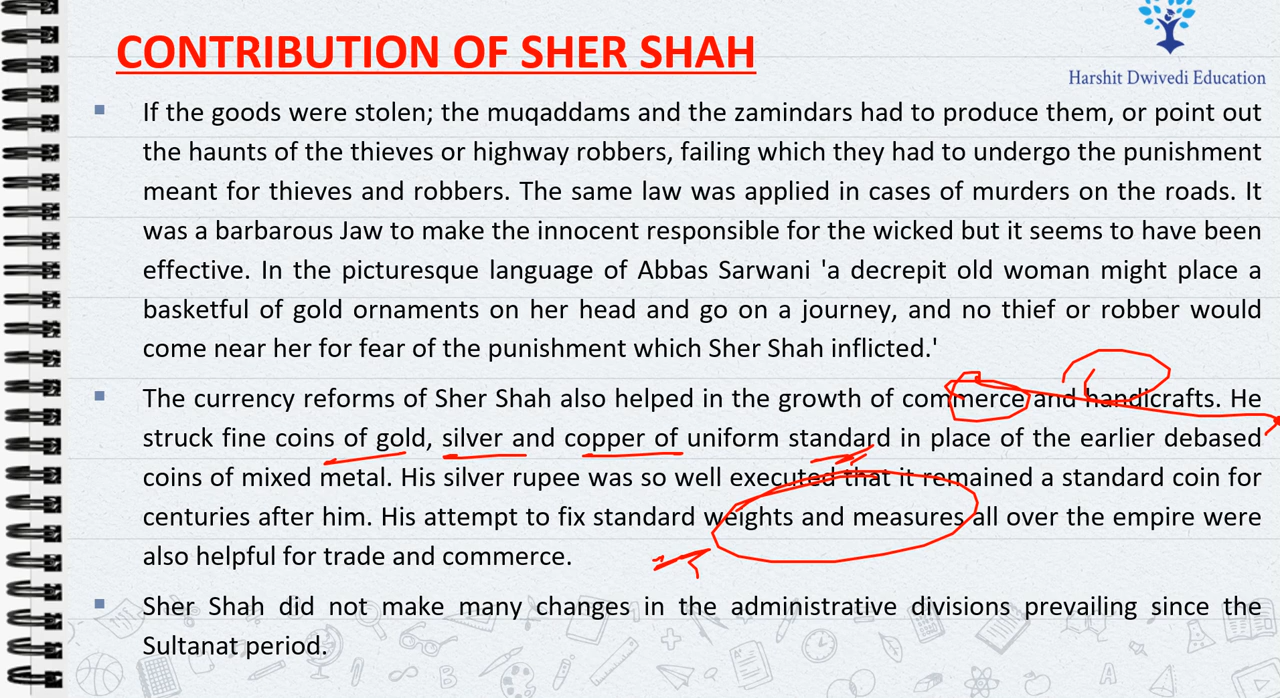 CONTRIBUTION OF SHER SHAH
Harshit Dwivedi Education
If the goods were stolen; the muqaddams and the zamindars had to produce them, or point out
the haunts of the thieves or highway robbers, failing which they had to undergo the punishment
meant for thieves and robbers. The same law was applied in cases of murders on the roads. It
was a barbarous Jaw to make the innocent responsible for the wicked but it seems to have been
effective. In the picturesque language of Abbas Sarwani 'a decrepit old woman might place a
basketful of gold ornaments on her head and go on a journey, and no thief or robber would
come near her for fear of the punishment which Sher Shah inflicted.'
The currency reforms of Sher Shah also helped in the growth of commerce and handicrafts. He
struck fine coins of gold, silver and copper of uniform standard in place of the earlier debased
coins of mixed metal. His silver rupee was so well executed that it remained a standard coin for
centuries after him. His attempt to fix standard weights and measures all over the empire were
also helpful for trade and commerce.
Sher Shah did not make many changes in the administrative divisions prevailing since the
Sultanat period.